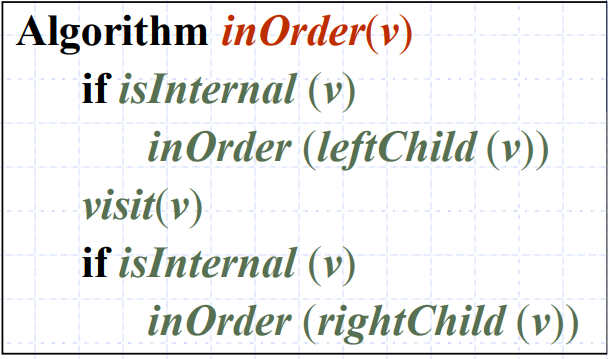 Algorithm inOrder(v)
if isInternal (v)
inOrder (leftChild (v))
visit(v)
if isInternal (v)
inOrder (rightChild (v))